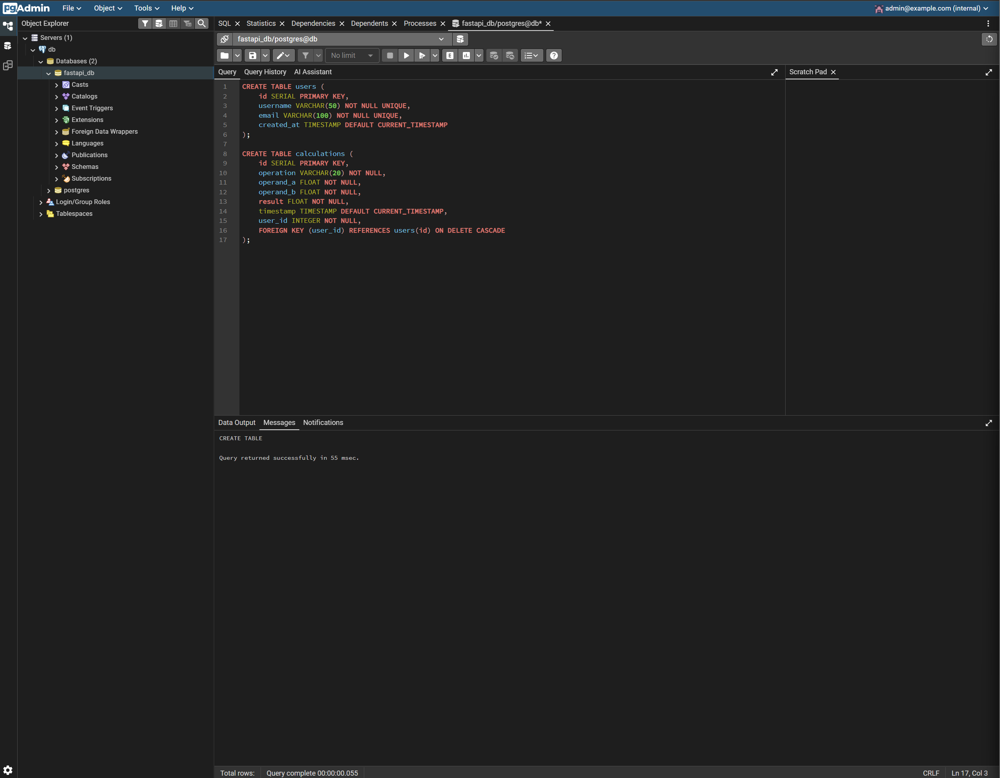 pgAdmin File Object Tools Help admin@example.com (internal)
Object Explorer
SQL Statistics Dependencies Dependents Processes fastapi_db/postgres@db*
Servers (1)
db
Databases (2)
fastapi_db
Casts
Catalogs
Event Triggers
Extensions
Foreign Data Wrappers
Languages
Publications
Schemas
Subscriptions
postgres
Login/Group Roles
Tablespaces
fastapi_db/postgres@db
No limit
E
Query Query History AI Assistant
Scratch Pad
1 CREATE TABLE users (
2     id SERIAL PRIMARY KEY,
3     username VARCHAR(50) NOT NULL UNIQUE,
4     email VARCHAR(100) NOT NULL UNIQUE,
5     created_at TIMESTAMP DEFAULT CURRENT_TIMESTAMP
6 );
7
8 CREATE TABLE calculations (
9     id SERIAL PRIMARY KEY,
10     operation VARCHAR(20) NOT NULL,
11     operand_a FLOAT NOT NULL,
12     operand_b FLOAT NOT NULL,
13     result FLOAT NOT NULL,
14     timestamp TIMESTAMP DEFAULT CURRENT_TIMESTAMP,
15     user_id INTEGER NOT NULL,
16     FOREIGN KEY (user_id) REFERENCES users(id) ON DELETE CASCADE
17 );
Data Output Messages Notifications
CREATE TABLE
Query returned successfully in 55 msec.
Total rows: Query complete 00:00:00.055 CRLF Ln 17, Col 3